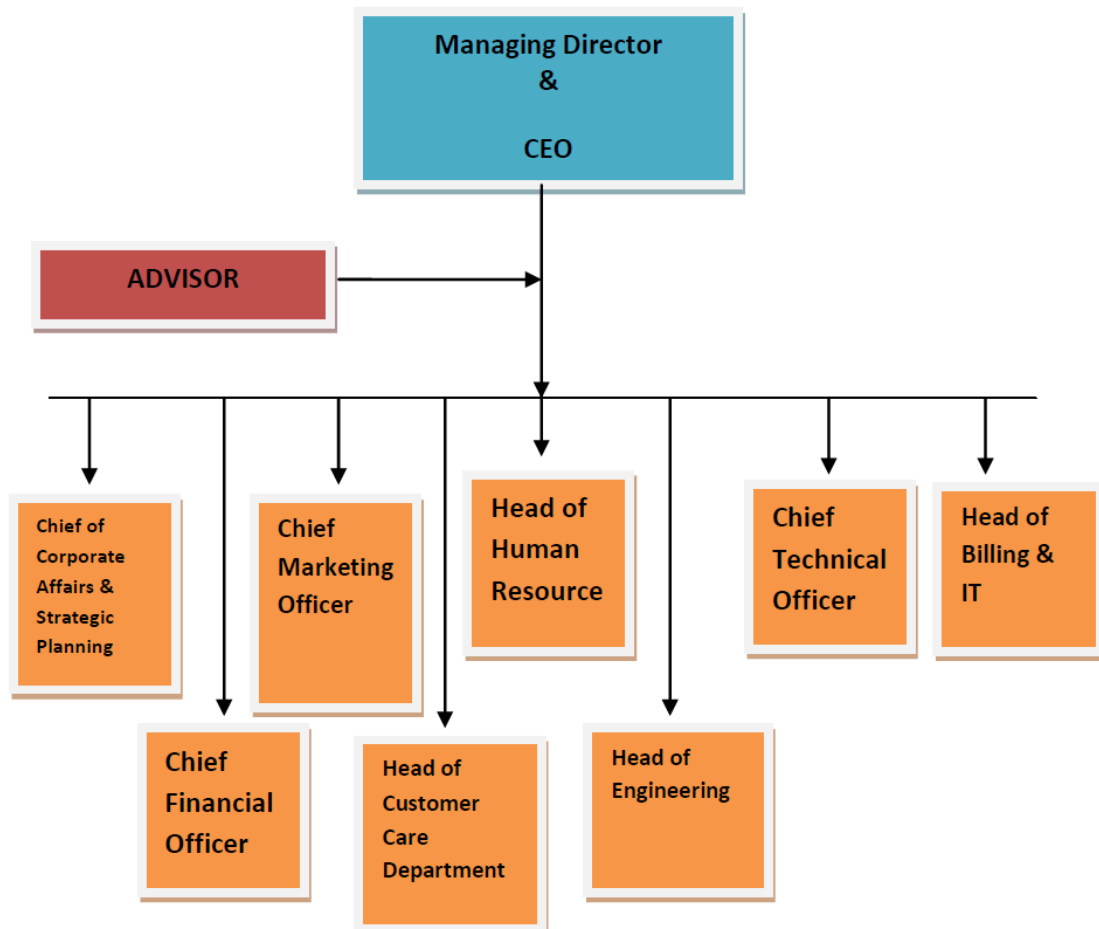 Managing Director
&
CEO
ADVISOR
Chief of
Corporate
Affairs &
Strategic
Planning
Chief
Marketing
Officer
Head of
Human
Resource
Chief
Technical
Officer
Head of
Billing &
IT
Chief
Financial
Officer
Head of
Customer
Care
Department
Head of
Engineering